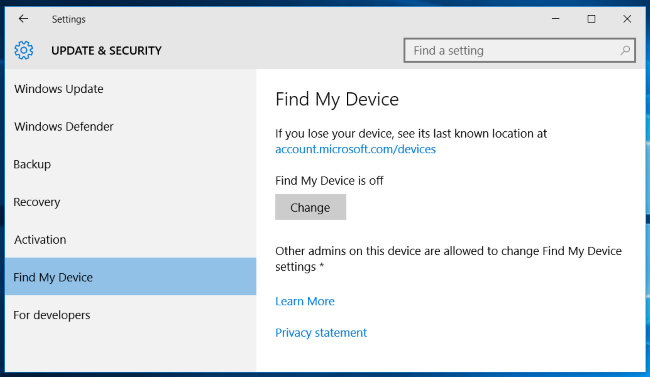 Settings
UPDATE & SECURITY
Find a setting
Windows Update
Windows Defender
Backup
Recovery
Activation
Find My Device
For developers
Find My Device
If you lose your device, see its last known location at
account.microsoft.com/devices
Find My Device is off
Change
Other admins on this device are allowed to change Find My Device
settings *
Learn More
Privacy statement